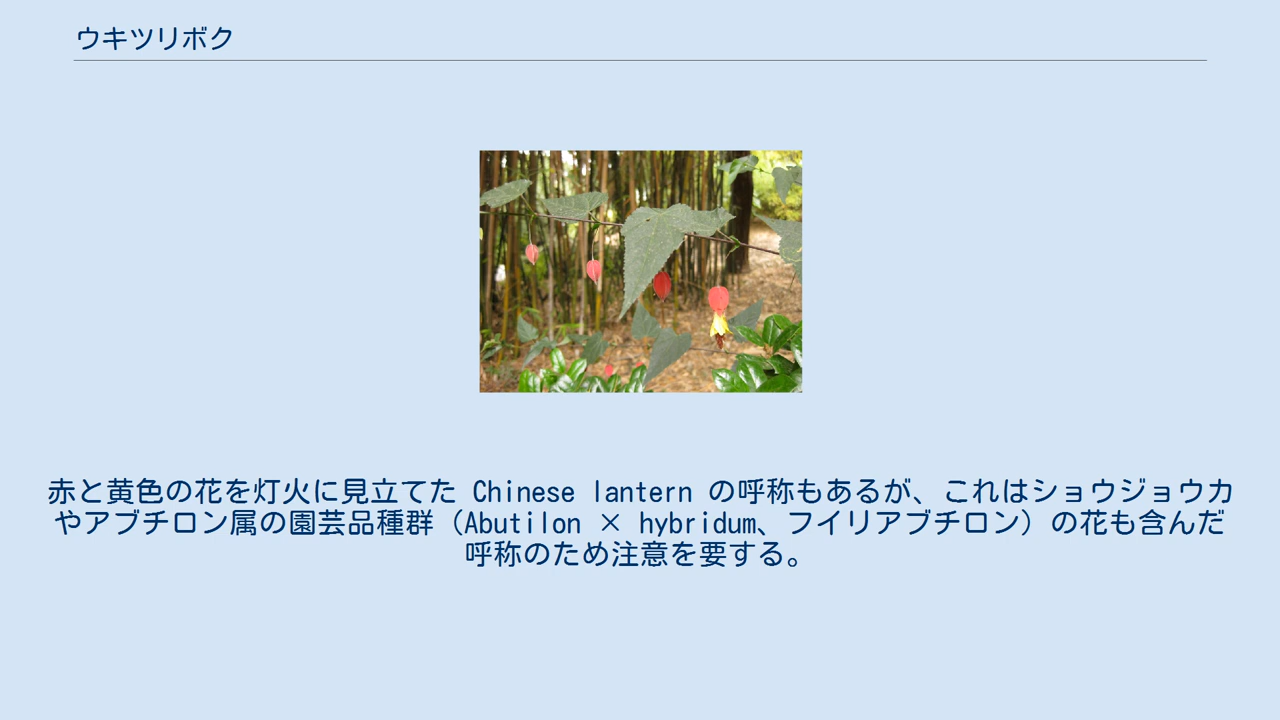 ウキツリボク
赤と黄色の花を灯火に見立てた Chinese lantern の呼称もあるが、これはショウジョウカ
やアブチロン属の園芸品種群（Abutilon × hybridum、フイリアブチロン）の花も含んだ
呼称のため注意を要する。